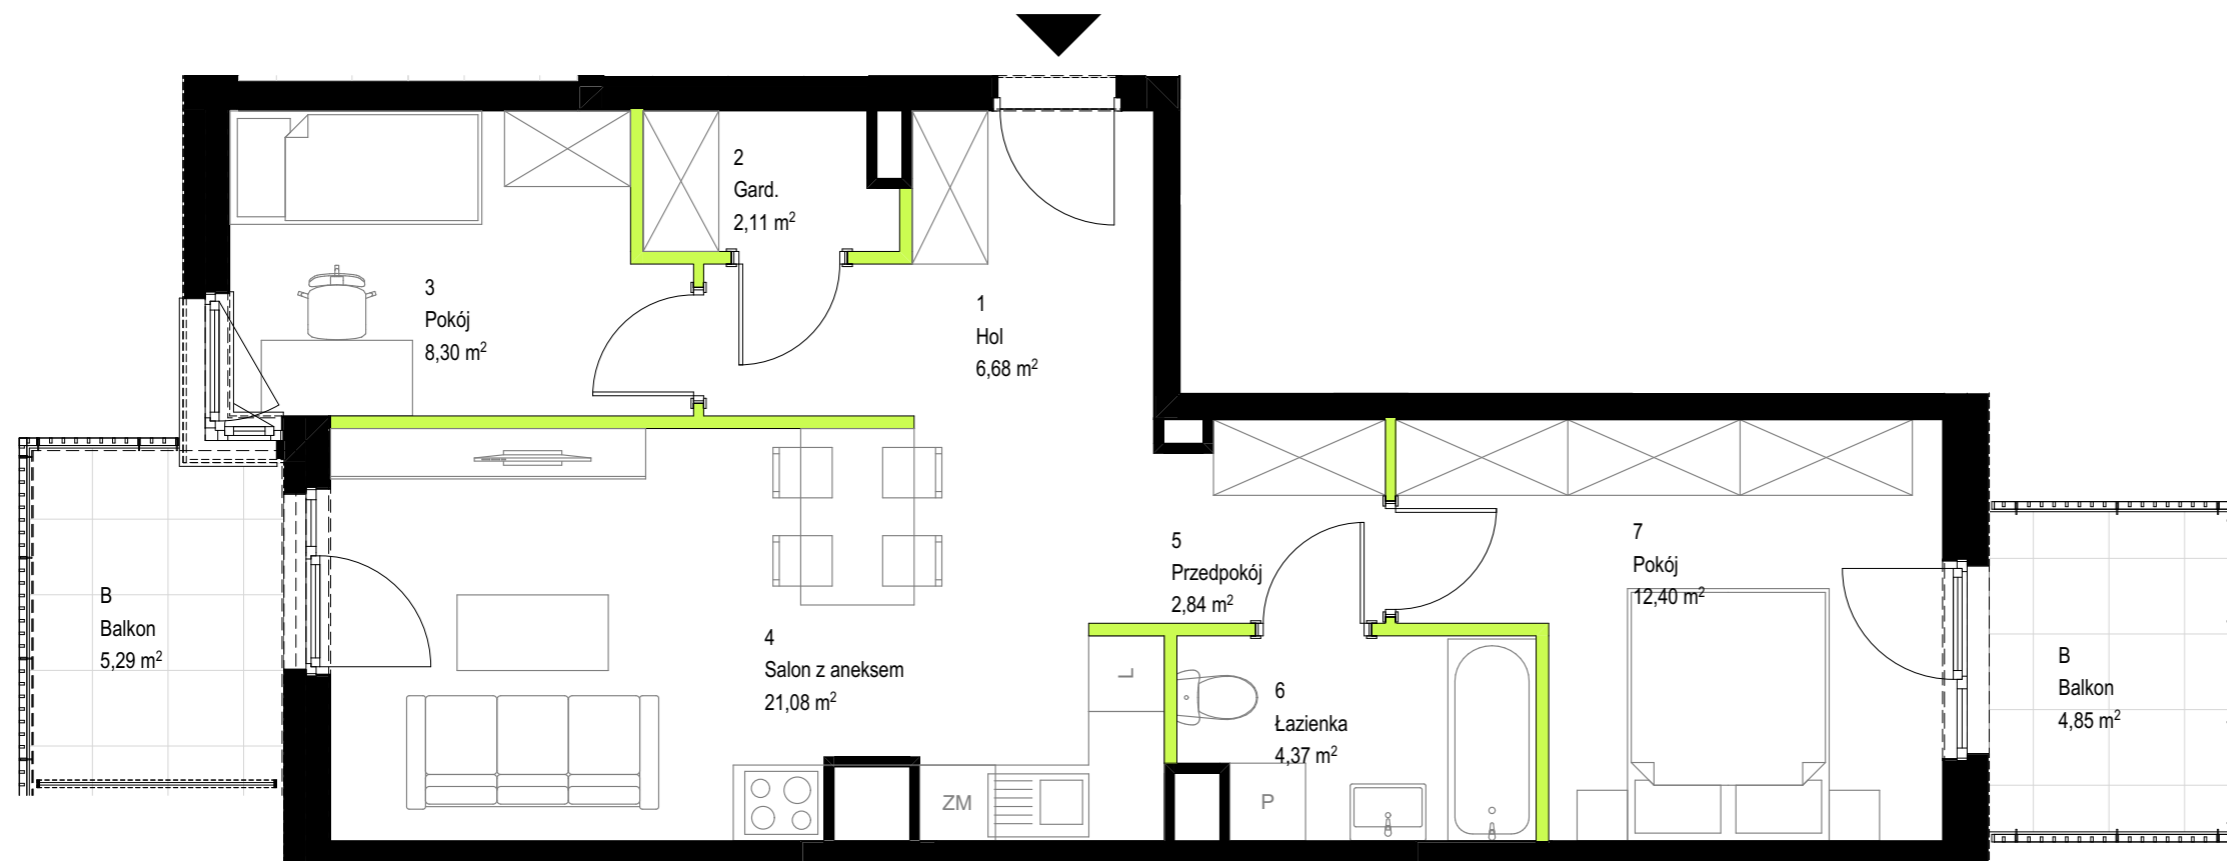 2
Gard.
2,11 m²
3
Pokój
8,30 m²
1
Hol
6,68 m²
5
Przedpokój
2,84 m²
7
Pokój
12,40 m²
B
Balkon
5,29 m²
4
Salon z aneksem
21,08 m²
L
6
Łazienka
4,37 m²
B
Balkon
4,85 m²
ZM
P